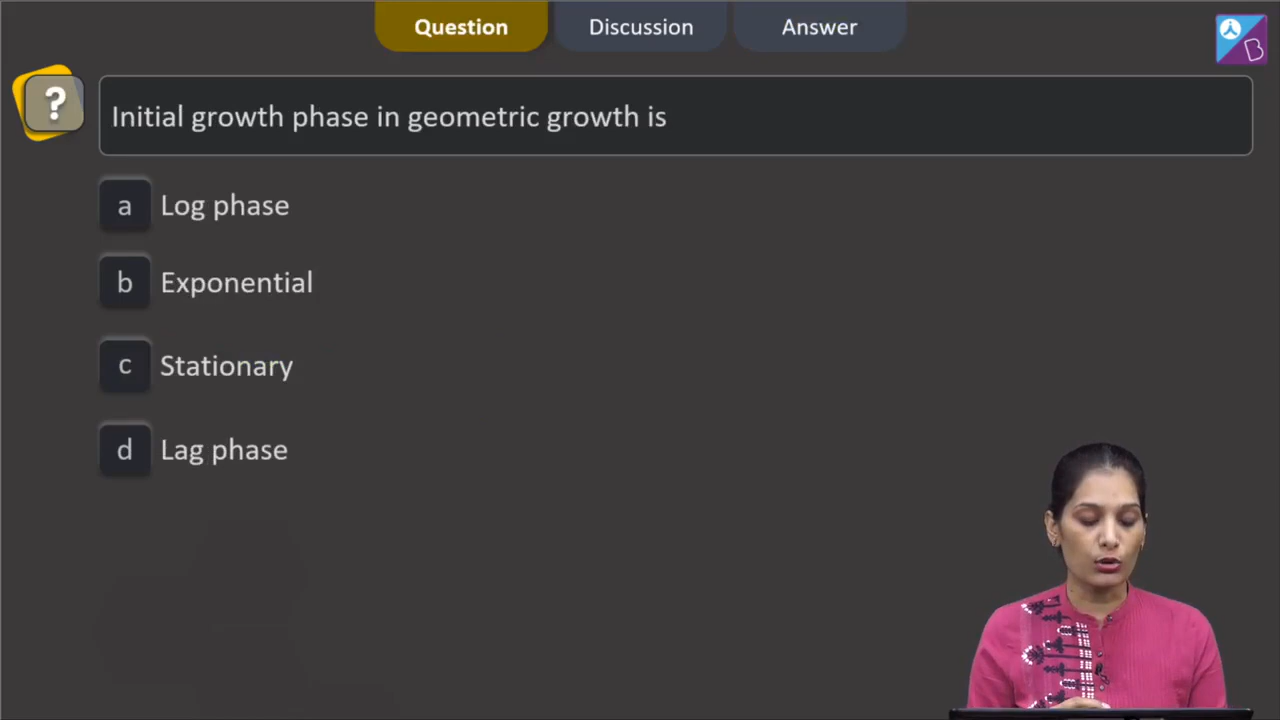 Question
Discussion
Answer
?
Initial growth phase in geometric growth is
a Log phase
b Exponential
c Stationary
d Lag phase
B